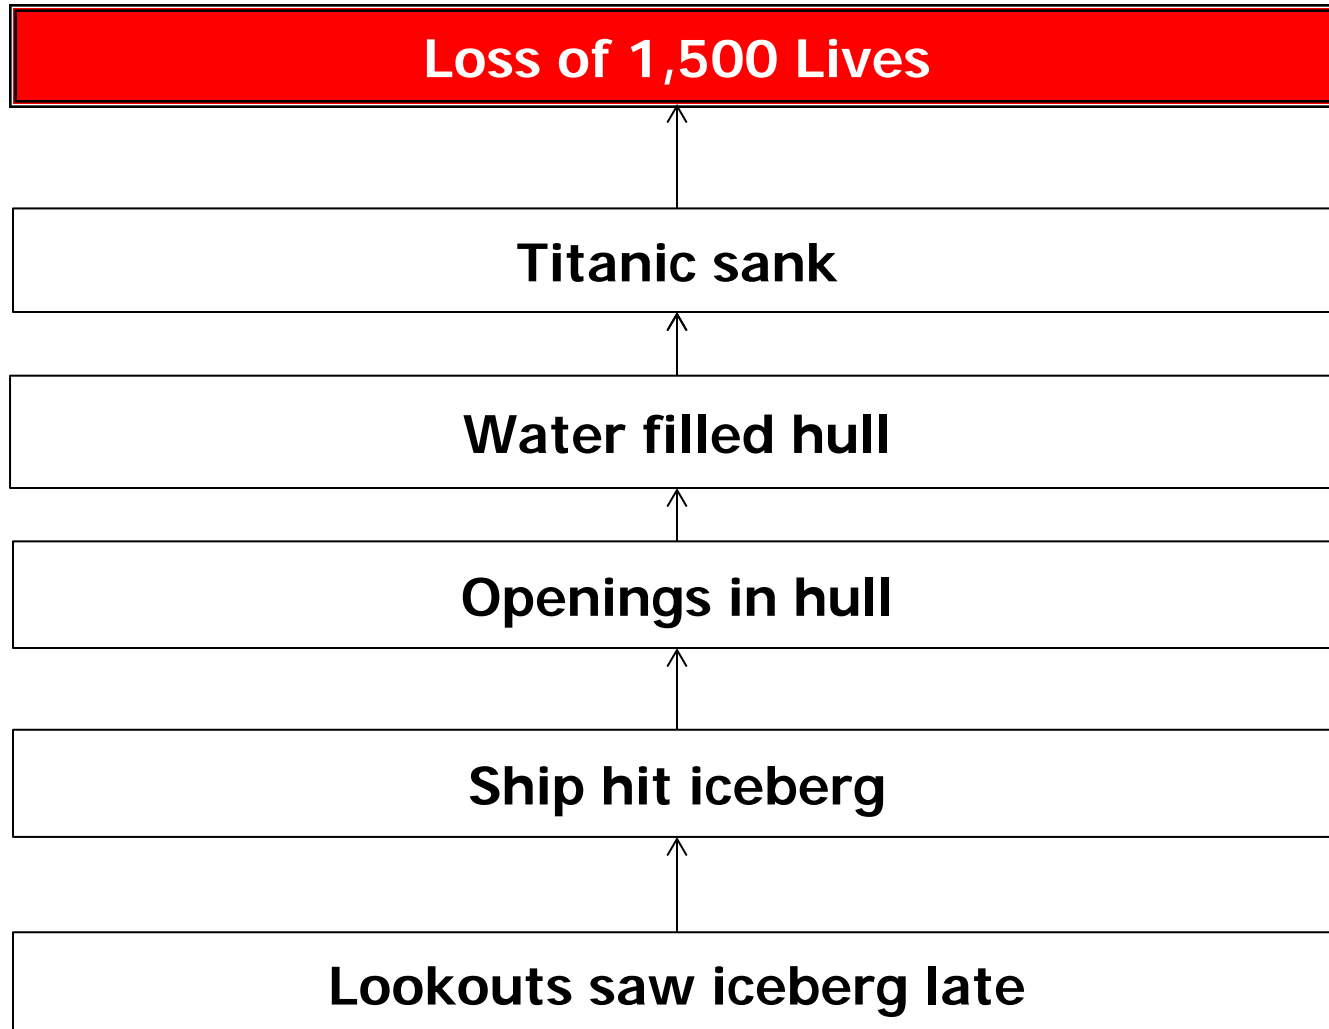 Loss of 1,500 Lives
Titanic sank
Water filled hull
Openings in hull
Ship hit iceberg
Lookouts saw iceberg late